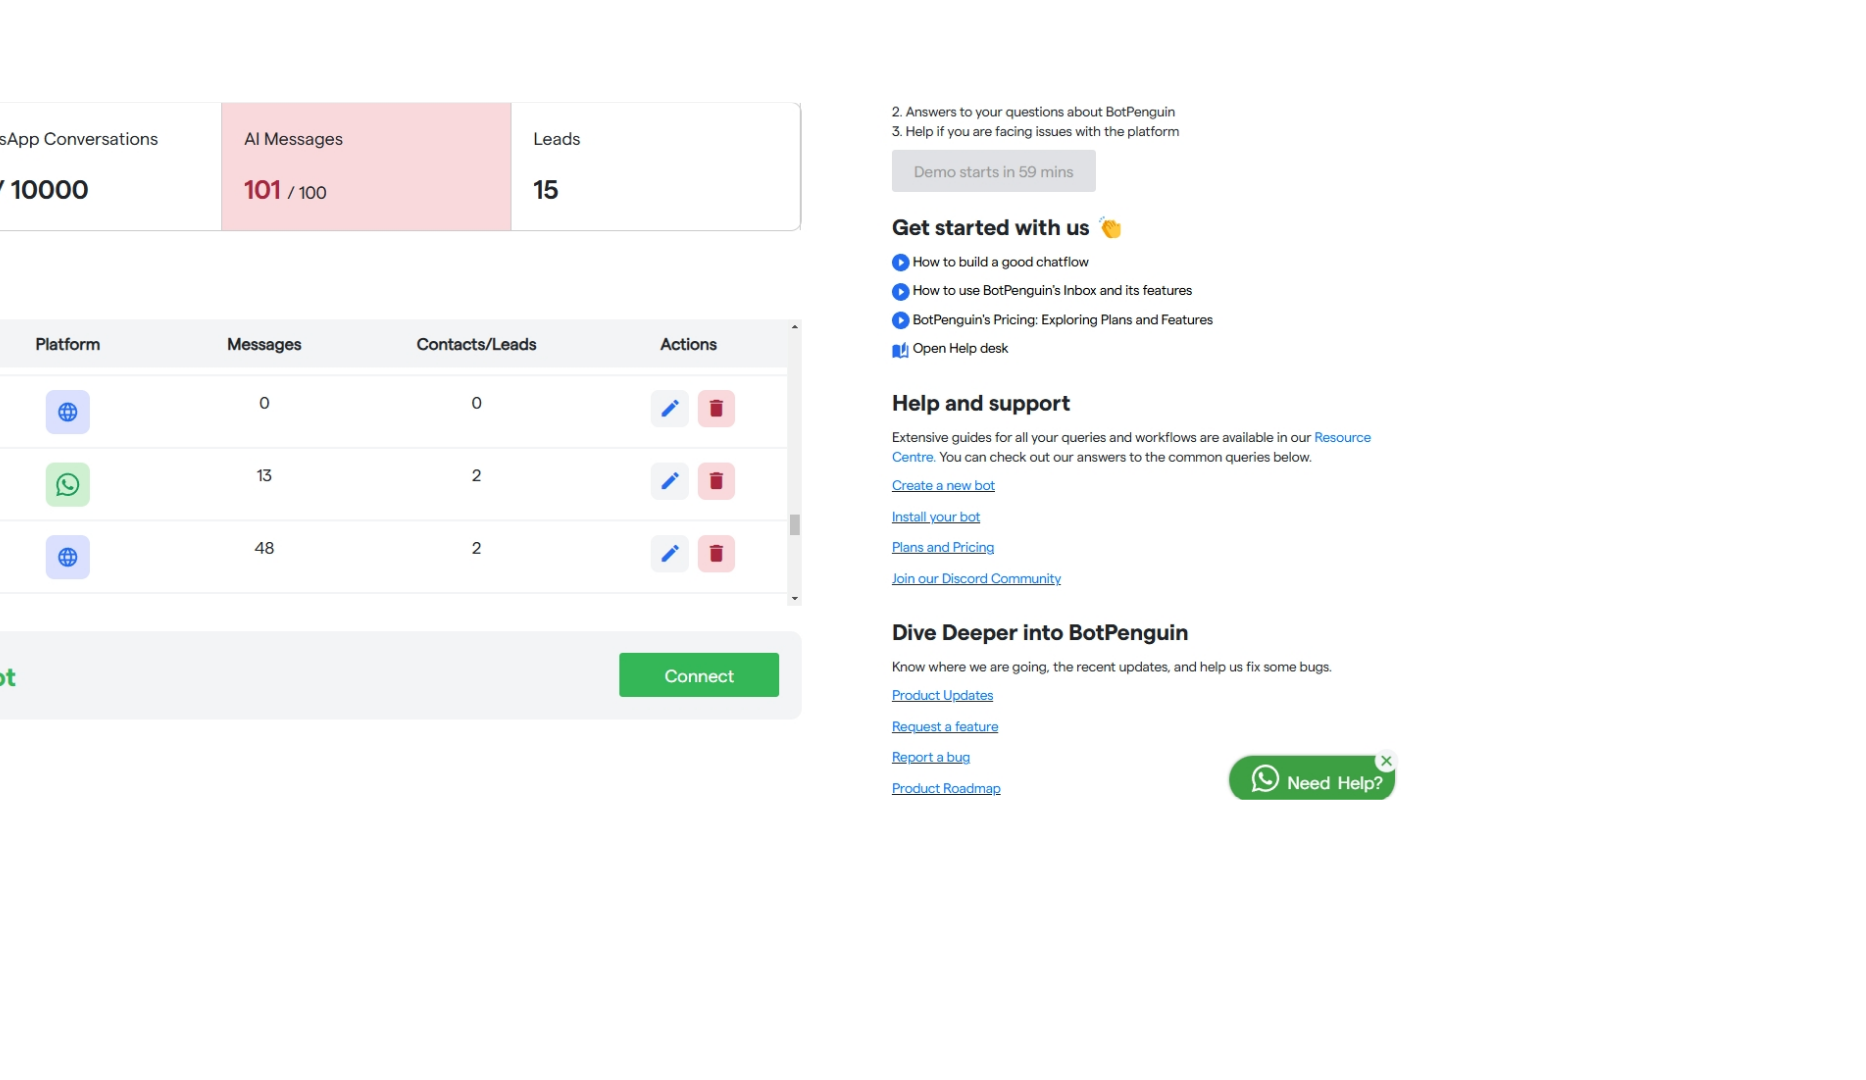 sApp Conversations
/ 10000
AI Messages
101 / 100
Leads
15
Platform Messages Contacts/Leads Actions
0 0
13 2
48 2
ot
Connect
2. Answers to your questions about BotPenguin
3. Help if you are facing issues with the platform
Demo starts in 59 mins
Get started with us
How to build a good chatflow
How to use BotPenguin's Inbox and its features
BotPenguin's Pricing: Exploring Plans and Features
Open Help desk
Help and support
Extensive guides for all your queries and workflows are available in our Resource
Centre. You can check out our answers to the common queries below.
Create a new bot
Install your bot
Plans and Pricing
Join our Discord Community
Dive Deeper into BotPenguin
Know where we are going, the recent updates, and help us fix some bugs.
Product Updates
Request a feature
Report a bug
Product Roadmap
Need Help?